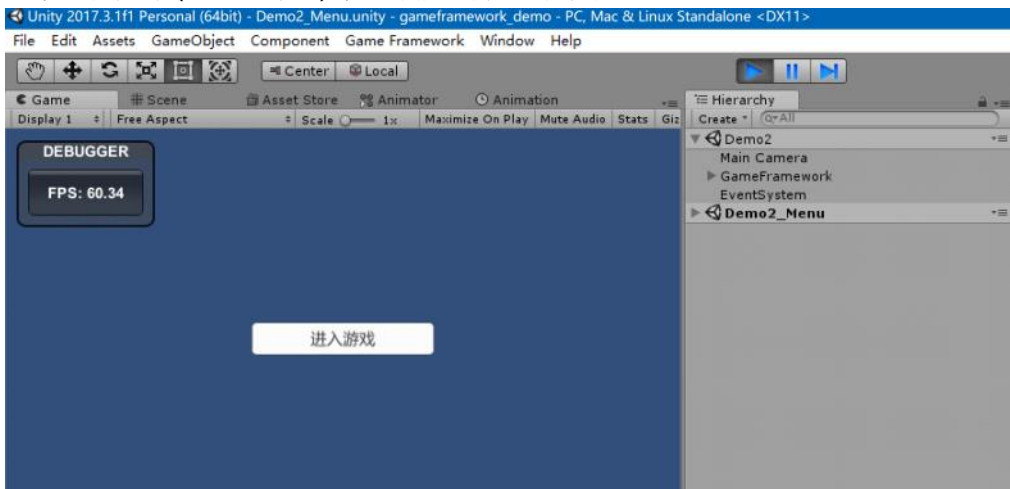 Unity 2017.3.1f1 Personal (64bit) - Demo2_Menu.unity - gameframework_demo - PC, Mac & Linux Standalone <DX11>
File Edit Assets GameObject Component Game Framework Window Help
Center Local
Game Scene Asset Store Animator Animation Hierarchy
Display 1 Free Aspect Scale 1x Maximize On Play Mute Audio Stats Giz Create All
DEBUGGER
FPS: 60.34
进入游戏
Demo2
Main Camera
GameFramework
EventSystem
Demo2_Menu